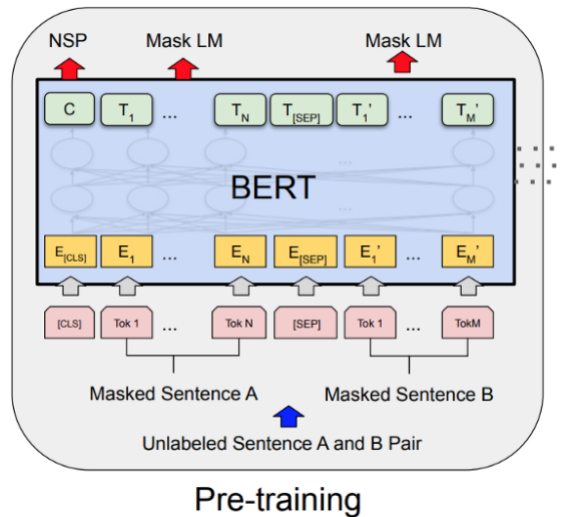 NSP Mask LM Mask LM
C T1 ... TN T[SEP] T1' ... TM'
...
BERT
...
E[CLS] E1 ... EN E[SEP] E1' ... EM'
[CLS] Tok 1 ... Tok N [SEP] Tok 1 ... TokM
Masked Sentence A Masked Sentence B
Unlabeled Sentence A and B Pair
Pre-training